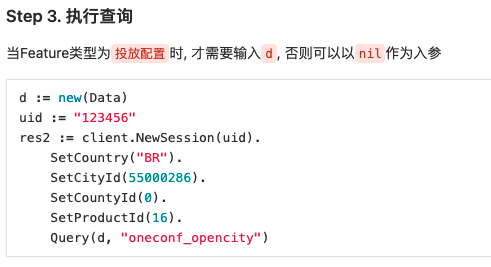 Step 3. 执行查询
当Feature类型为 投放配置 时, 才需要输入 d , 否则可以以 nil 作为入参
d := new(Data)
uid := "123456"
res2 := client.NewSession(uid).
    SetCountry("BR").
    SetCityId(55000286).
    SetCountyId(0).
    SetProductId(16).
    Query(d, "oneconf_opencity")